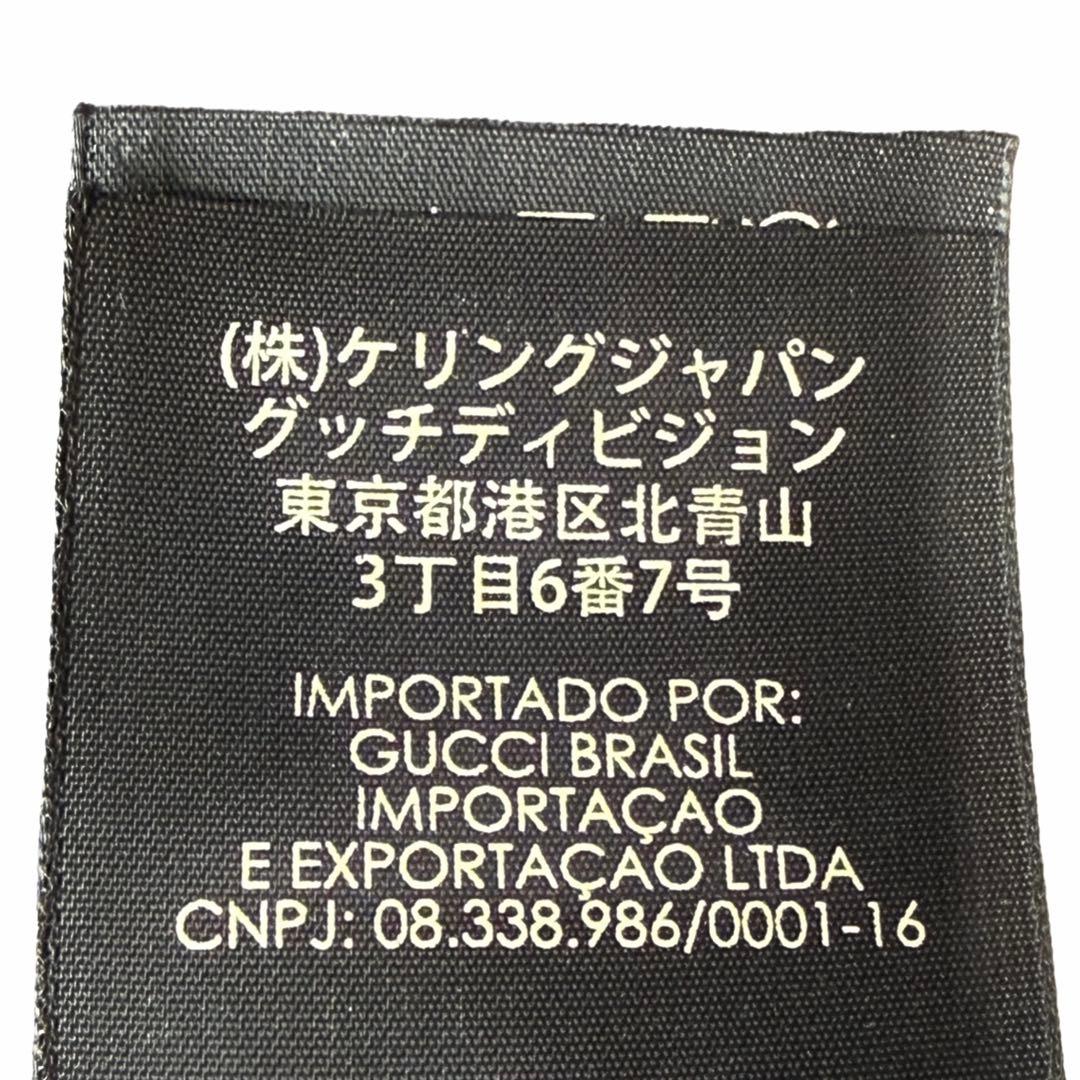 (株)ケリングジャパン
グッチディビジョン
東京都港区北青山
3丁目6番7号
IMPORTADO POR:
GUCCI BRASIL
IMPORTAÇAO
E EXPORTAÇAO LTDA
CNPJ: 08.338.986/0001-16